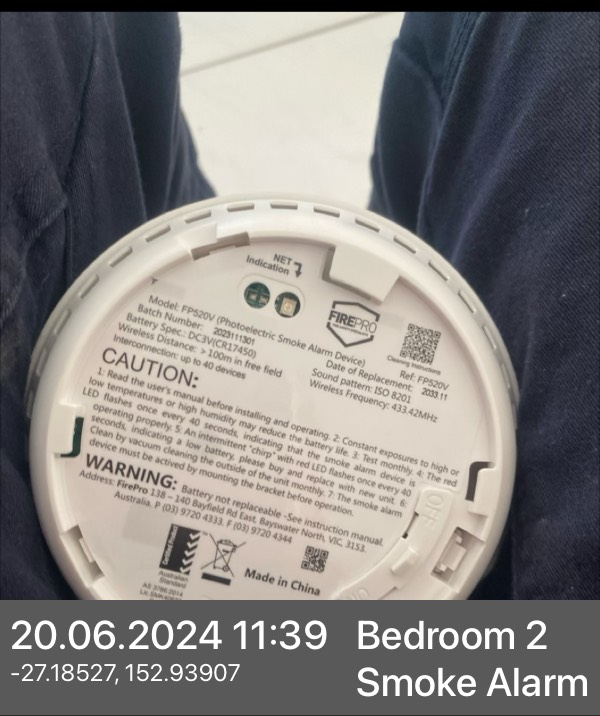 NET
Indication
FIREPRO
Cleaning Instructions
Model: FP520V (Photoelectric Smoke Alarm Device)
Ref: FP520V
Batch Number: 2023111301
Date of Replacement: 2033.11
Battery Spec.: DC3V(CR17450)
Sound pattern: ISO 8201
Wireless Distance: > 100m in free field
Wireless Frequency: 433.42MHz
Interconnection: up to 40 devices
CAUTION:
1: Read the user's manual before installing and operating. 2: Constant exposures to high or
low temperatures or high humidity may reduce the battery life. 3: Test monthly. 4: The red
LED flashes once every 40 seconds, indicating that the smoke alarm device is
operating properly. 5: An intermittent "chirp" with red LED flashes once every 40
seconds, indicating a low battery, please buy and replace with new unit. 6:
Clean by vacuum cleaning the outside of the unit monthly. 7: The smoke alarm
device must be actived by mounting the bracket before operation.
WARNING: Battery not replaceable -See instruction manual.
Address: FirePro 138 – 140 Bayfield Rd East, Bayswater North, VIC, 3153.
Australia. P (03) 9720 4333. F (03) 9720 4344
OFF
Australian
Standard
AS 3786:2014
Made in China
20.06.2024 11:39
-27.18527, 152.93907
Bedroom 2
Smoke Alarm